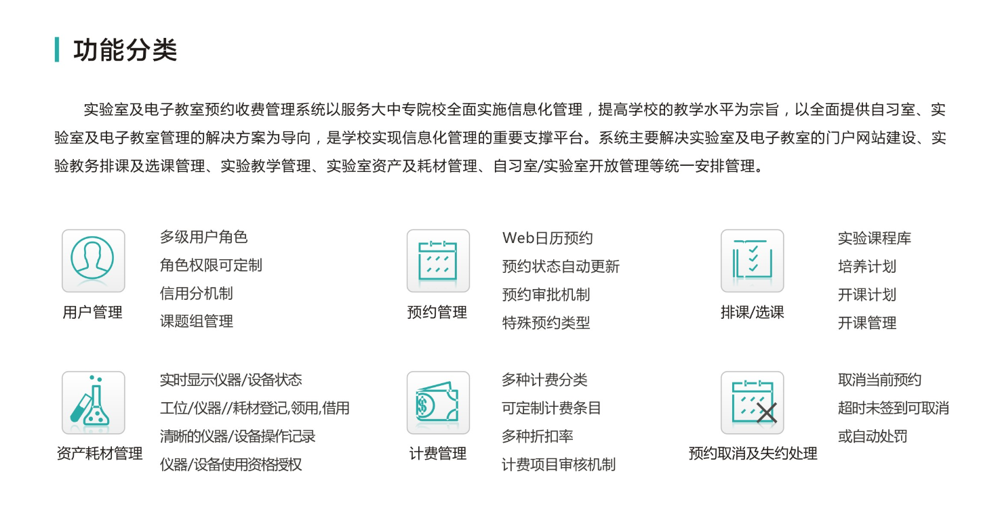 功能分类
实验室及电子教室预约收费管理系统以服务大中专院校全面实施信息化管理，提高学校的教学水平为宗旨，以全面提供自习室、实
验室及电子教室管理的解决方案为导向，是学校实现信息化管理的重要支撑平台。系统主要解决实验室及电子教室的门户网站建设、实
验教务排课及选课管理、实验教学管理、实验室资产及耗材管理、自习室/实验室开放管理等统一安排管理。
用户管理
多级用户角色
角色权限可定制
信用分机制
课题组管理
预约管理
Web日历预约
预约状态自动更新
预约审批机制
特殊预约类型
排课/选课
实验课程库
培养计划
开课计划
开课管理
资产耗材管理
实时显示仪器/设备状态
工位/仪器//耗材登记,领用,借用
清晰的仪器/设备操作记录
仪器/设备使用资格授权
$
计费管理
多种计费分类
可定制计费条目
多种折扣率
计费项目审核机制
预约取消及失约处理
取消当前预约
超时未签到可取消
或自动处罚